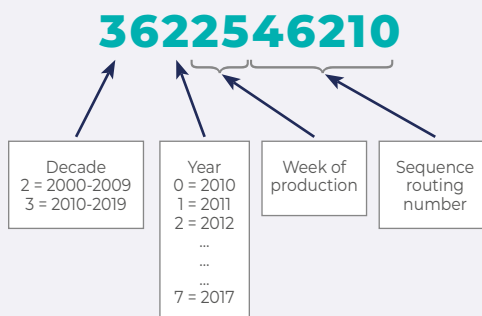 3622546210
Decade
2 = 2000-2009
3 = 2010-2019
Year
0 = 2010
1 = 2011
2 = 2012
...
...
...
7 = 2017
Week of
production
Sequence
routing
number